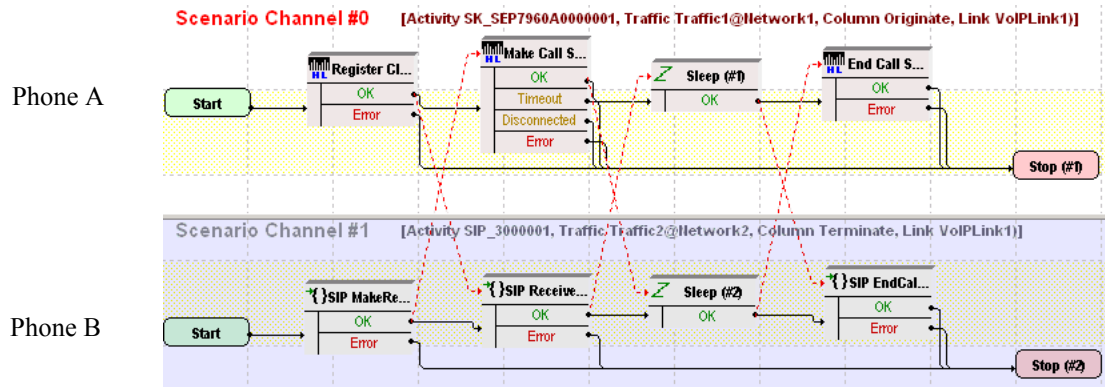 Scenario Channel #0 [Activity SK_SEP7960A0000001, Traffic Traffic1@Network1, Column Originate, Link VoIPLink1)]
Phone A
Start
HL Register Cl...
OK
Error
HL Make Call S...
OK
Timeout
Disconnected
Error
Sleep (#1)
OK
HL End Call S...
OK
Error
Stop (#1)
Scenario Channel #1 [Activity SIP_3000001, Traffic Traffic2@Network2, Column Terminate, Link VoIPLink1)]
Phone B
Start
{}SIP MakeRe...
OK
Error
{}SIP Receive...
OK
Error
Sleep (#2)
OK
{}SIP EndCal...
OK
Error
Stop (#2)